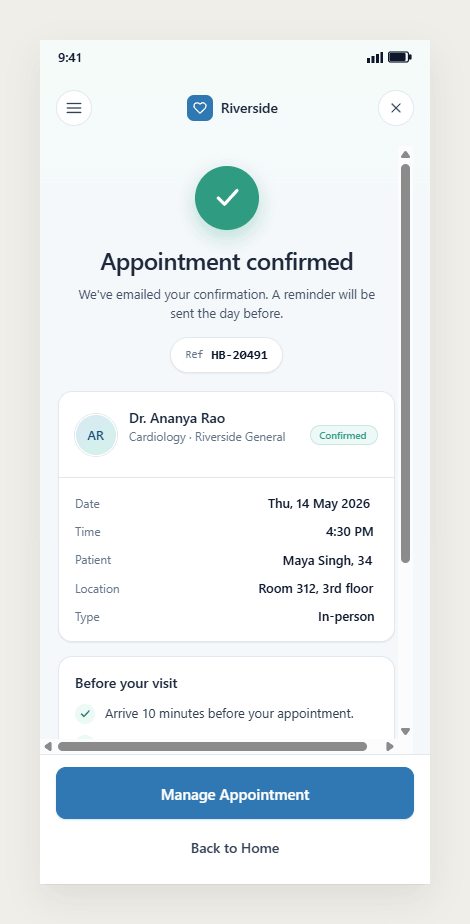 9:41
Riverside
Appointment confirmed
We've emailed your confirmation. A reminder will be
sent the day before.
Ref HB-20491
AR
Dr. Ananya Rao
Cardiology · Riverside General
Confirmed
Date Thu, 14 May 2026
Time 4:30 PM
Patient Maya Singh, 34
Location Room 312, 3rd floor
Type In-person
Before your visit
Arrive 10 minutes before your appointment.
Manage Appointment
Back to Home